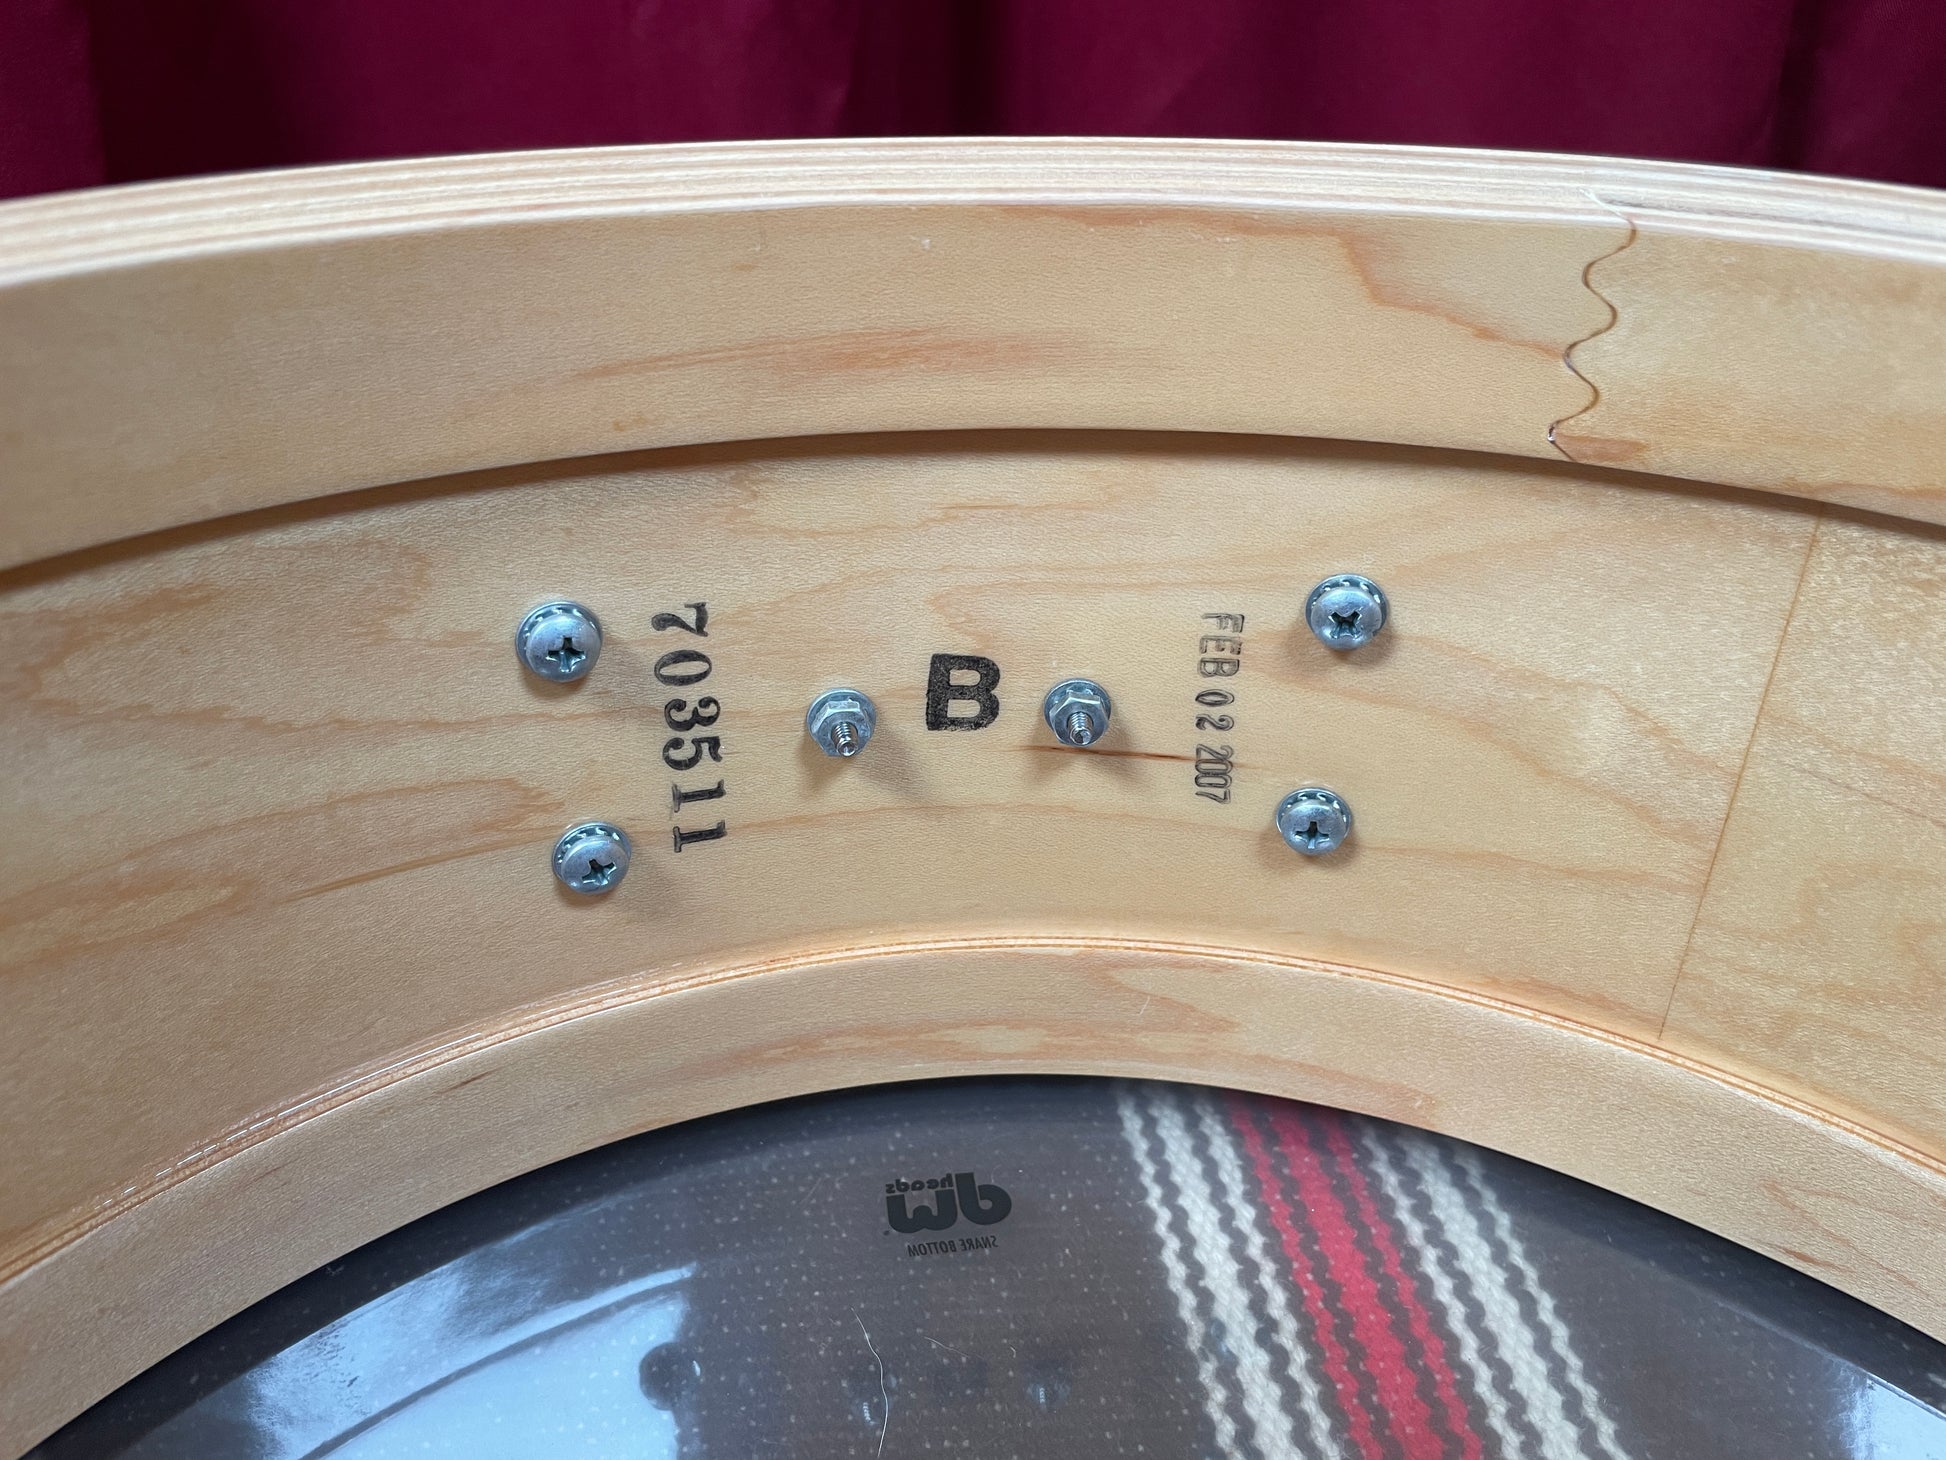 703511
B
FEB 02 2007
dw heads
SNARE BOTTOM